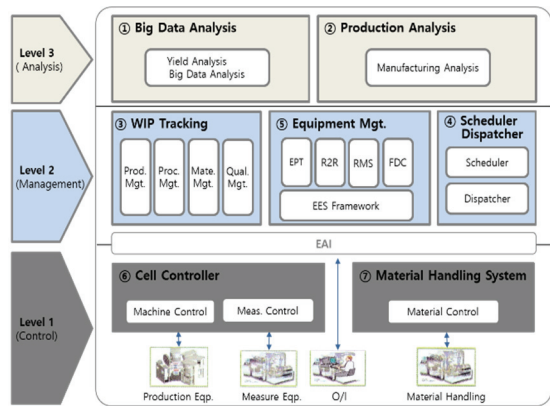 Level 3
( Analysis)
① Big Data Analysis
Yield Analysis
Big Data Analysis
② Production Analysis
Manufacturing Analysis
Level 2
(Management)
③ WIP Tracking
Prod.
Mgt.
Proc.
Mgt.
Mate.
Mgt.
Qual.
Mgt.
⑤ Equipment Mgt.
EPT
R2R
RMS
FDC
EES Framework
④ Scheduler
Dispatcher
Scheduler
Dispatcher
EAI
Level 1
(Control)
⑥ Cell Controller
Machine Control
Meas. Control
⑦ Material Handling System
Material Control
Production Eqp.
Measure Eqp.
O/I
Material Handling